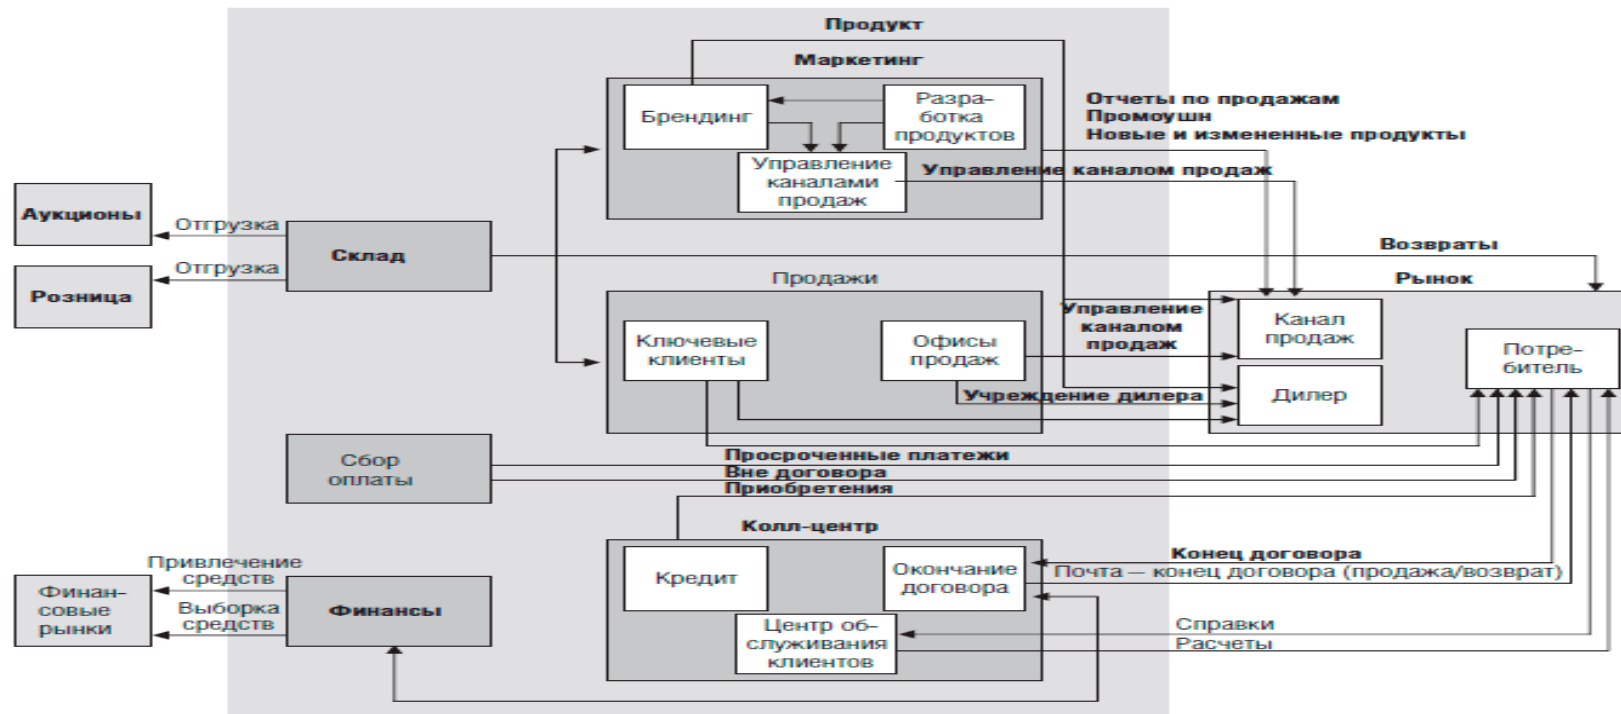 Продукт
Маркетинг
Брендинг
Разра-
ботка
продуктов
Управление
каналами
продаж
Отчеты по продажам
Промоушн
Новые и измененные продукты
Управление каналом продаж
Аукционы
Отгрузка
Склад
Отгрузка
Розница
Возвраты
Продажи
Рынок
Ключевые
клиенты
Офисы
продаж
Управление
каналом
продаж
Канал
продаж
Потре-
битель
Учреждение дилера
Дилер
Сбор
оплаты
Просроченные платежи
Вне договора
Приобретения
Колл-центр
Кредит
Окончание
договора
Конец договора
Почта – конец договора (продажа/возврат)
Привлечение
средств
Финан-
совые
рынки
Выборка
средств
Финансы
Центр об-
служивания
клиентов
Справки
Расчеты